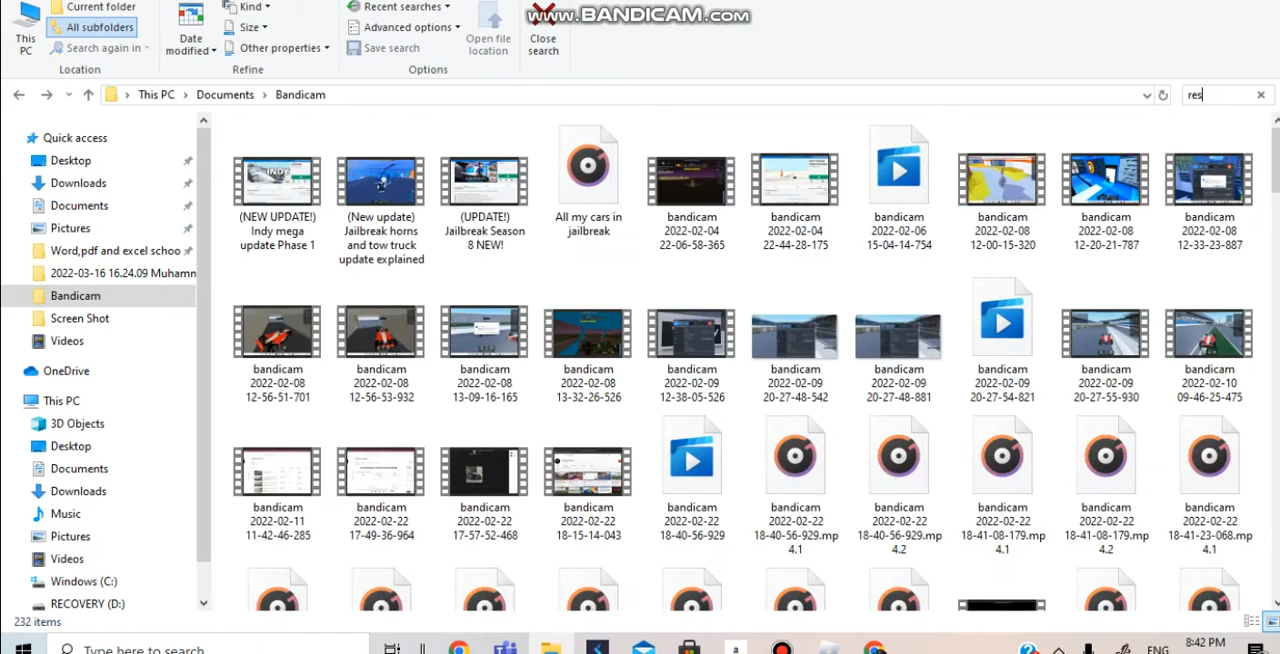 www.BANDICAM.com
Current folder
All subfolders
Search again in
This
PC
Location
Kind
Size
Other properties
Date
modified
Refine
Recent searches
Advanced options
Save search
Options
Open file
location
Close
search
This PC > Documents > Bandicam
res
Quick access
Desktop
Downloads
Documents
Pictures
Word,pdf and excel schoo
2022-03-16 16.24.09 Muhamn
Bandicam
Screen Shot
Videos
OneDrive
This PC
3D Objects
Desktop
Documents
Downloads
Music
Pictures
Videos
Windows (C:)
RECOVERY (D:)
INDY
(NEW UPDATE!)
Indy mega
update Phase 1
(New update)
Jailbreak horns
and tow truck
update explained
(UPDATE!)
Jailbreak Season
8 NEW!
All my cars in
jailbreak
bandicam
2022-02-04
22-06-58-365
bandicam
2022-02-04
22-44-28-175
bandicam
2022-02-06
15-04-14-754
bandicam
2022-02-08
12-00-15-320
bandicam
2022-02-08
12-20-21-787
bandicam
2022-02-08
12-33-23-887
bandicam
2022-02-08
12-56-51-701
bandicam
2022-02-08
12-56-53-932
bandicam
2022-02-08
13-09-16-165
bandicam
2022-02-08
13-32-26-526
bandicam
2022-02-09
12-38-05-526
bandicam
2022-02-09
20-27-48-542
bandicam
2022-02-09
20-27-48-881
bandicam
2022-02-09
20-27-54-821
bandicam
2022-02-09
20-27-55-930
bandicam
2022-02-10
09-46-25-475
bandicam
2022-02-11
11-42-46-285
bandicam
2022-02-22
17-49-36-964
bandicam
2022-02-22
17-57-52-468
bandicam
2022-02-22
18-15-14-043
bandicam
2022-02-22
18-40-56-929
bandicam
2022-02-22
18-40-56-929.mp
4.1
bandicam
2022-02-22
18-40-56-929.mp
4.2
bandicam
2022-02-22
18-41-08-179.mp
4.1
bandicam
2022-02-22
18-41-08-179.mp
4.2
bandicam
2022-02-22
18-41-23-068.mp
4.1
232 items
Type here to search
a
ENG
8:42 PM